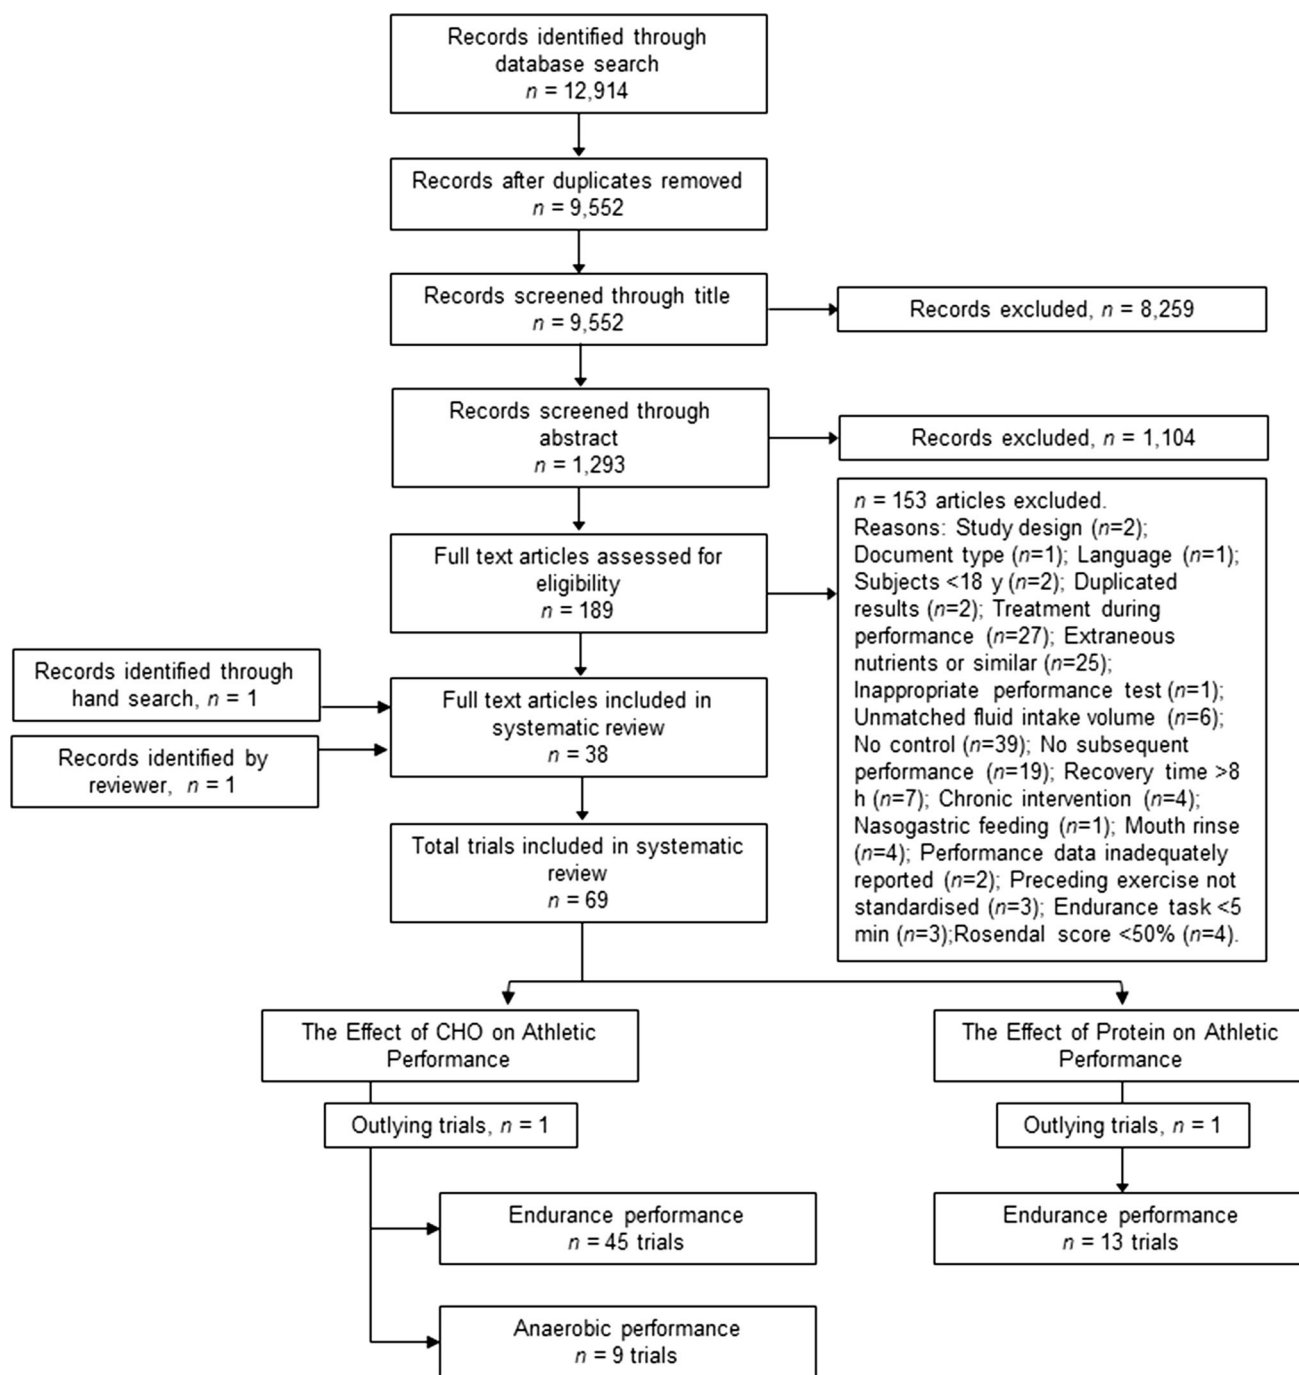 Records identified through
database search
n = 12,914
Records after duplicates removed
n = 9,552
Records screened through title
n = 9,552
Records excluded, n = 8,259
Records screened through
abstract
n = 1,293
Records excluded, n = 1,104
Full text articles assessed for
eligibility
n = 189
n = 153 articles excluded.
Reasons: Study design (n=2);
Document type (n=1); Language (n=1);
Subjects <18 y (n=2); Duplicated
results (n=2); Treatment during
performance (n=27); Extraneous
nutrients or similar (n=25);
Inappropriate performance test (n=1);
Unmatched fluid intake volume (n=6);
No control (n=39); No subsequent
performance (n=19); Recovery time >8
h (n=7); Chronic intervention (n=4);
Nasogastric feeding (n=1); Mouth rinse
(n=4); Performance data inadequately
reported (n=2); Preceding exercise not
standardised (n=3); Endurance task <5
min (n=3);Rosendal score <50% (n=4).
Records identified through
hand search, n = 1
Records identified by
reviewer, n = 1
Full text articles included in
systematic review
n = 38
Total trials included in systematic
review
n = 69
The Effect of CHO on Athletic
Performance
Outlying trials, n = 1
Endurance performance
n = 45 trials
Anaerobic performance
n = 9 trials
The Effect of Protein on Athletic
Performance
Outlying trials, n = 1
Endurance performance
n = 13 trials